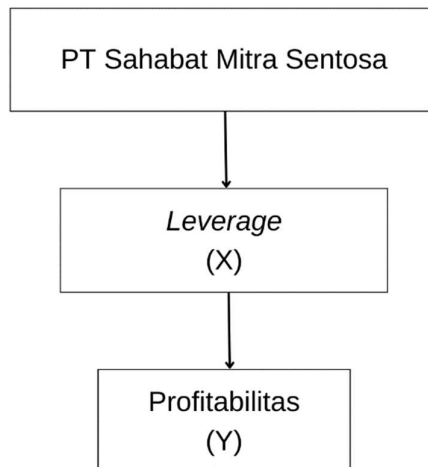 PT Sahabat Mitra Sentosa
Leverage
(X)
Profitabilitas
(Y)